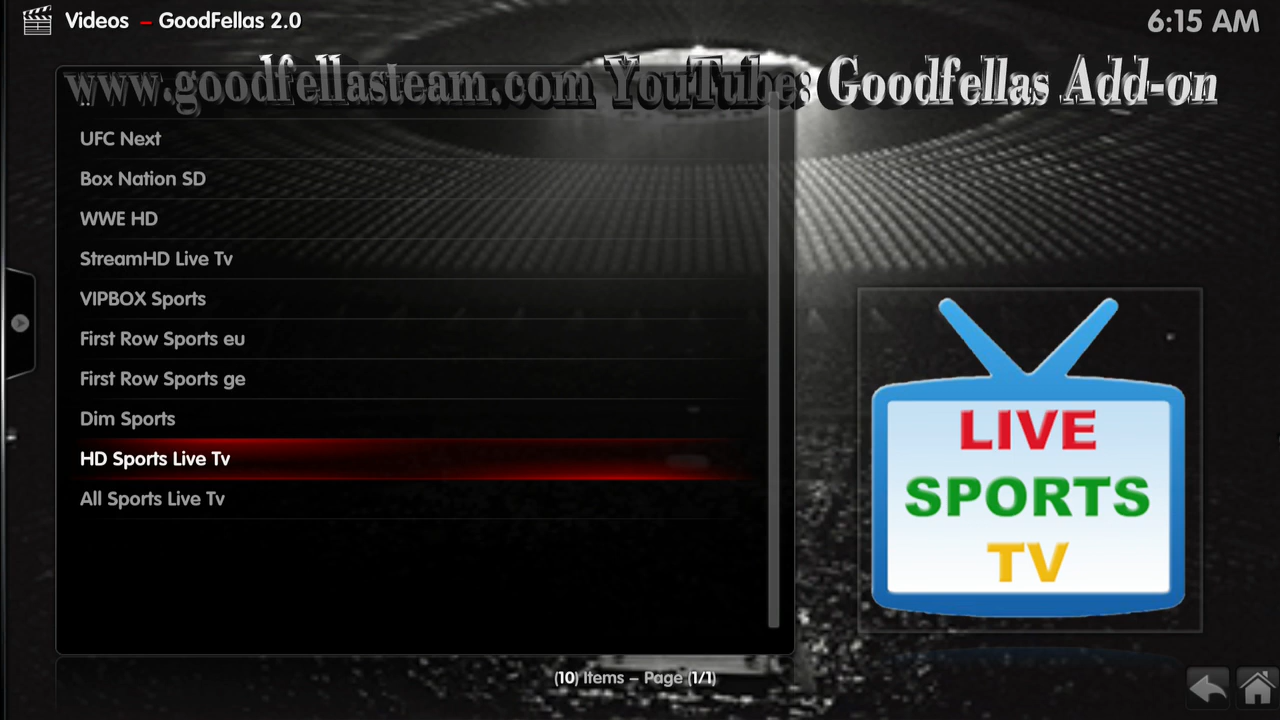 Videos – GoodFellas 2.0
6:15 AM
www.goodfellasteam.com YouTube: Goodfellas Add-on
..
UFC Next
Box Nation SD
WWE HD
StreamHD Live Tv
VIPBOX Sports
First Row Sports eu
First Row Sports ge
Dim Sports
HD Sports Live Tv
All Sports Live Tv
LIVE
SPORTS
TV
(10) Items – Page (1/1)